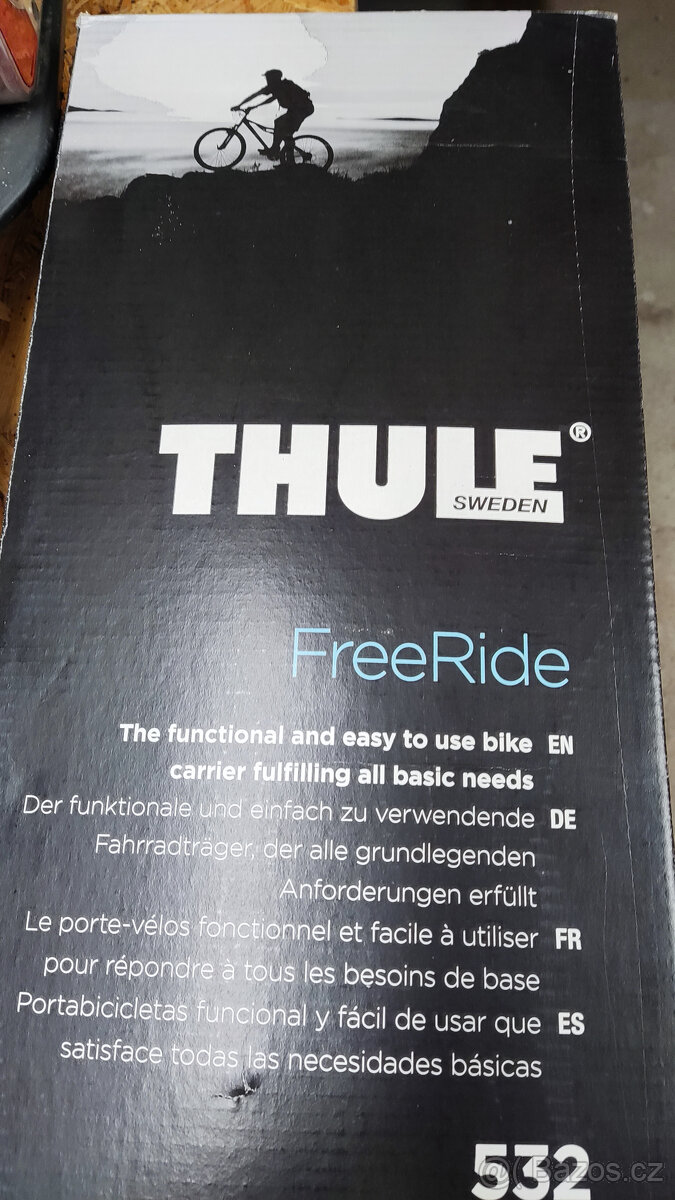 THULE®
SWEDEN
FreeRide
The functional and easy to use bike EN
carrier fulfilling all basic needs
Der funktionale und einfach zu verwendende DE
Fahrradträger, der alle grundlegenden
Anforderungen erfüllt
Le porte-vélos fonctionnel et facile à utiliser FR
pour répondre à tous les besoins de base
Portabicicletas funcional y fácil de usar que ES
satisface todas las necesidades básicas
532
Bazos.cz